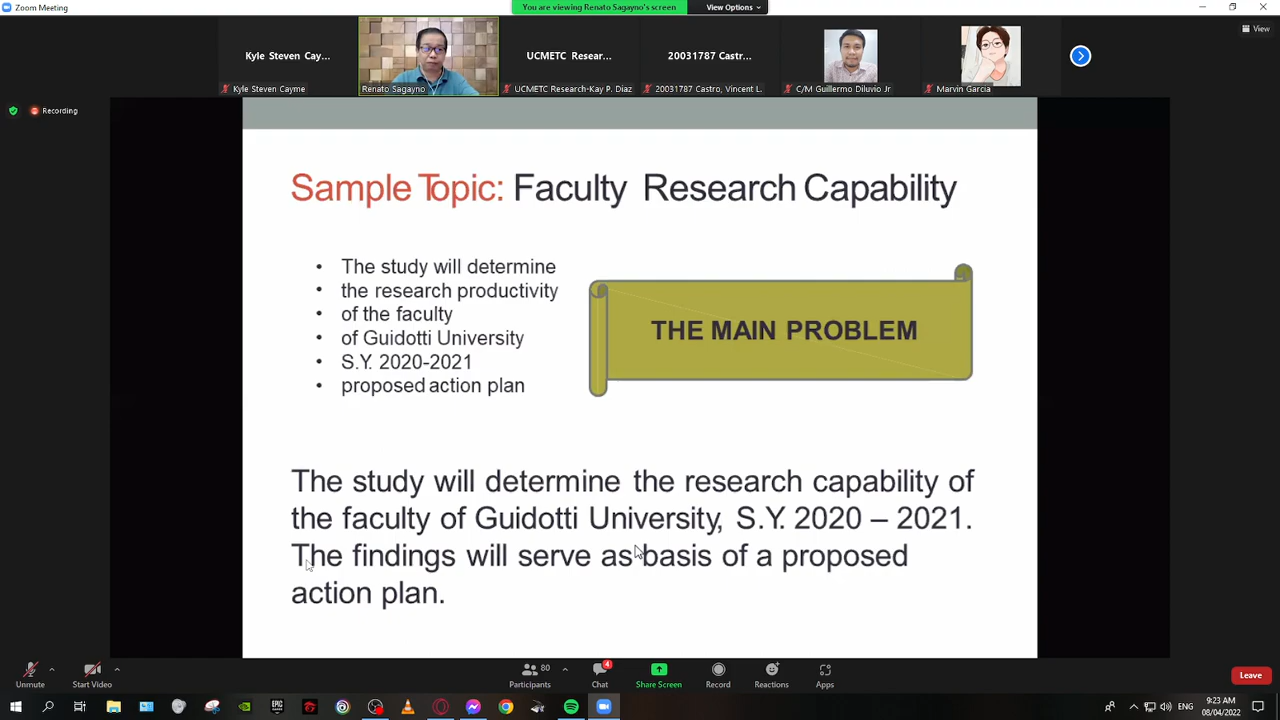 Zoom Meeting
You are viewing Renato Sagayno's screen
View Options
View
Kyle Steven Cayme
Kyle Steven Cay...
Renato Sagayno
UCMETC Resear...
UCMETC Research-Kay P. Diaz
20031787 Castr...
20031787 Castro, Vincent L.
C/M Guillermo Diluvio Jr
Marvin Garcia
Recording
Sample Topic: Faculty Research Capability
• The study will determine
• the research productivity
• of the faculty
• of Guidotti University
• S.Y. 2020-2021
• proposed action plan
THE MAIN PROBLEM
The study will determine the research capability of
the faculty of Guidotti University, S.Y. 2020 – 2021.
The findings will serve as basis of a proposed
action plan.
Unmute
Start Video
80
Participants
4
Chat
Share Screen
Record
Reactions
Apps
Leave
ENG
9:23 AM
08/04/2022